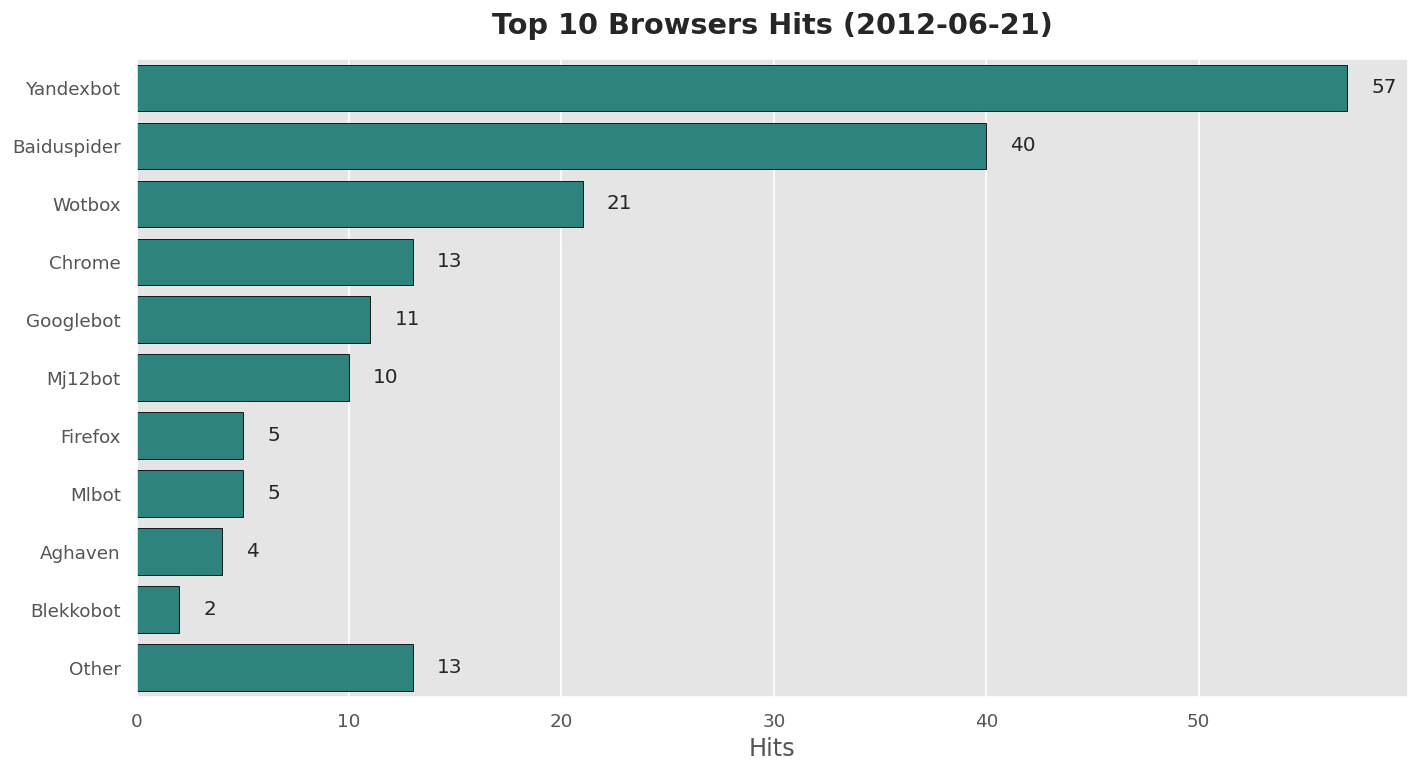 Top 10 Browsers Hits (2012-06-21)
Yandexbot 57
Baiduspider 40
Wotbox 21
Chrome 13
Googlebot 11
Mj12bot 10
Firefox 5
Mlbot 5
Aghaven 4
Blekkobot 2
Other 13
0 10 20 30 40 50
Hits